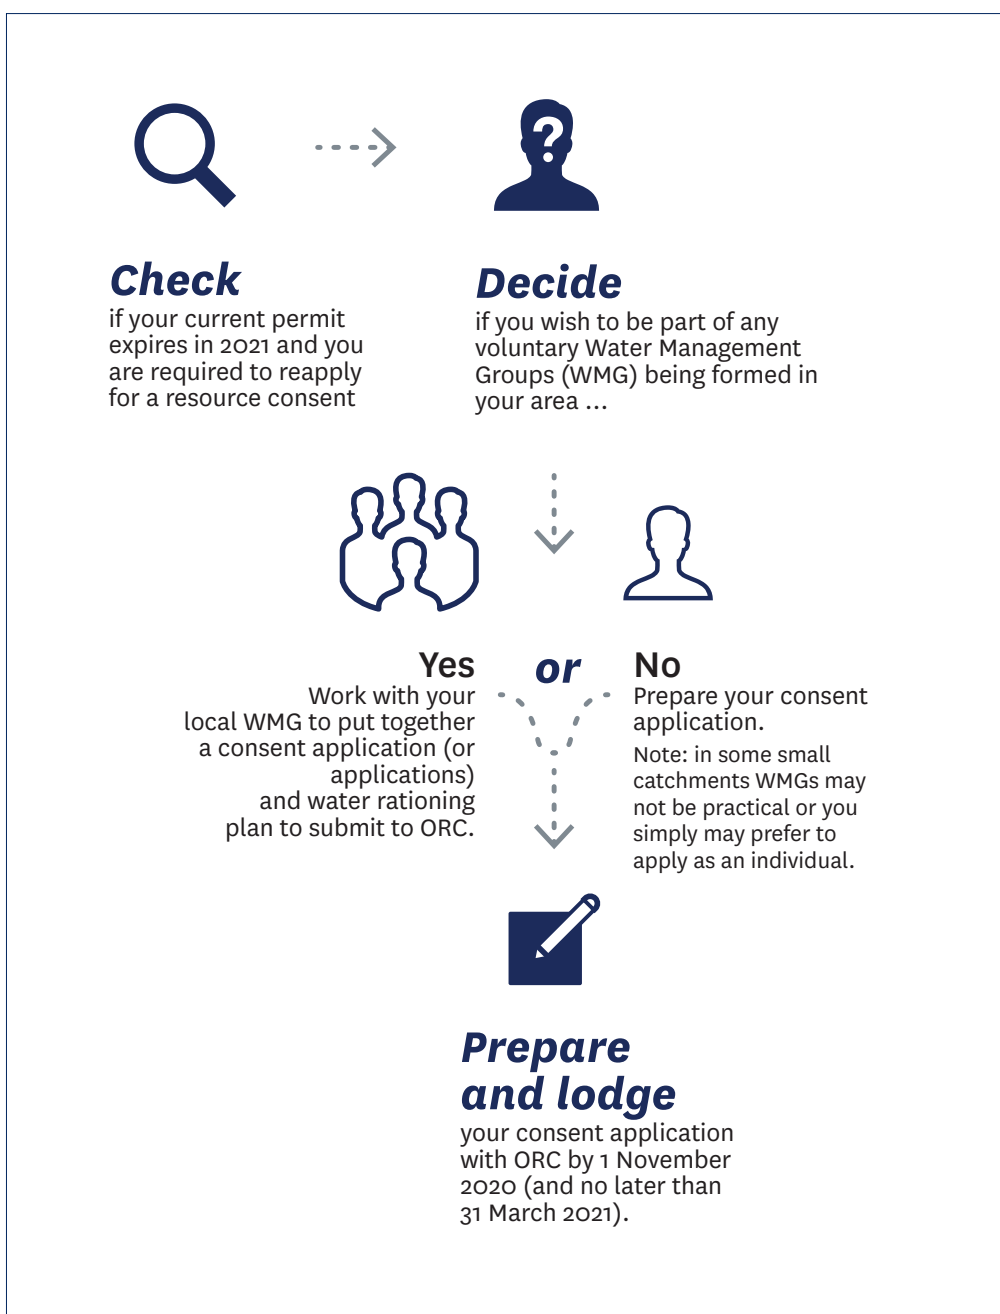 ?
Check
if your current permit
expires in 2021 and you
are required to reapply
for a resource consent
Decide
if you wish to be part of any
voluntary Water Management
Groups (WMG) being formed in
your area ...
Yes
Work with your
local WMG to put together
a consent application (or
applications)
and water rationing
plan to submit to ORC.
or
No
Prepare your consent
application.
Note: in some small
catchments WMGs may
not be practical or you
simply may prefer to
apply as an individual.
Prepare
and lodge
your consent application
with ORC by 1 November
2020 (and no later than
31 March 2021).